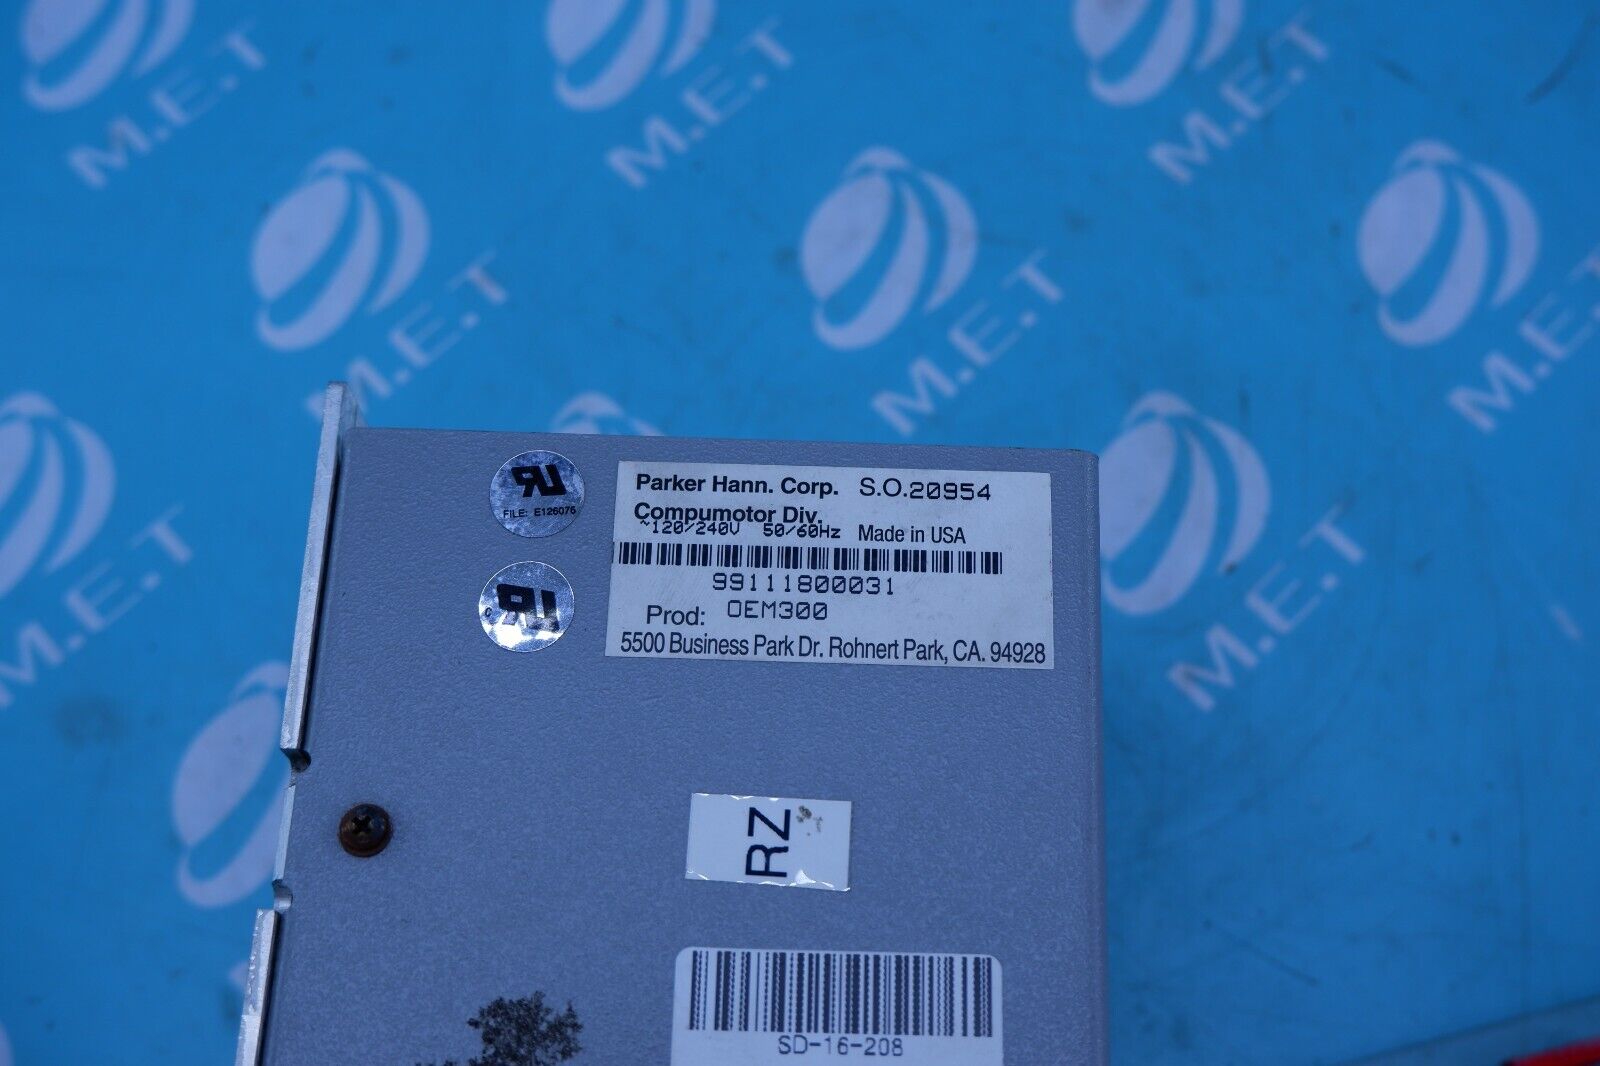 M.E.T
M.E.T
M.E.T
M.E.T
M.E.T
M.E.T
M.E.T
M.E.T
FILE: E126076
Parker Hann. Corp. S.O.20954
Compumotor Div.
~120/240V 50/60Hz Made in USA
99111800031
Prod: OEM300
5500 Business Park Dr. Rohnert Park, CA. 94928
RZ
SD-16-208